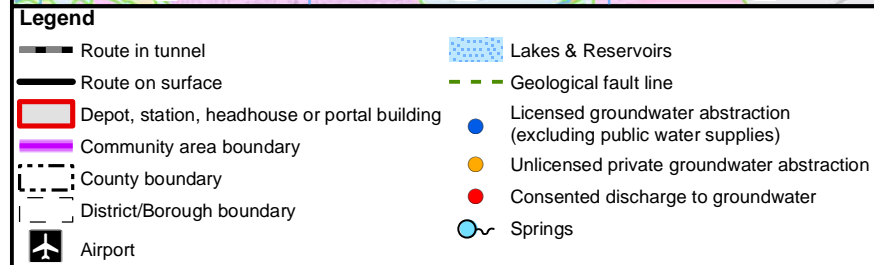 Legend
Route in tunnel
Route on surface
Depot, station, headhouse or portal building
Community area boundary
County boundary
District/Borough boundary
Airport
Lakes & Reservoirs
Geological fault line
Licensed groundwater abstraction
(excluding public water supplies)
Unlicensed private groundwater abstraction
Consented discharge to groundwater
Springs